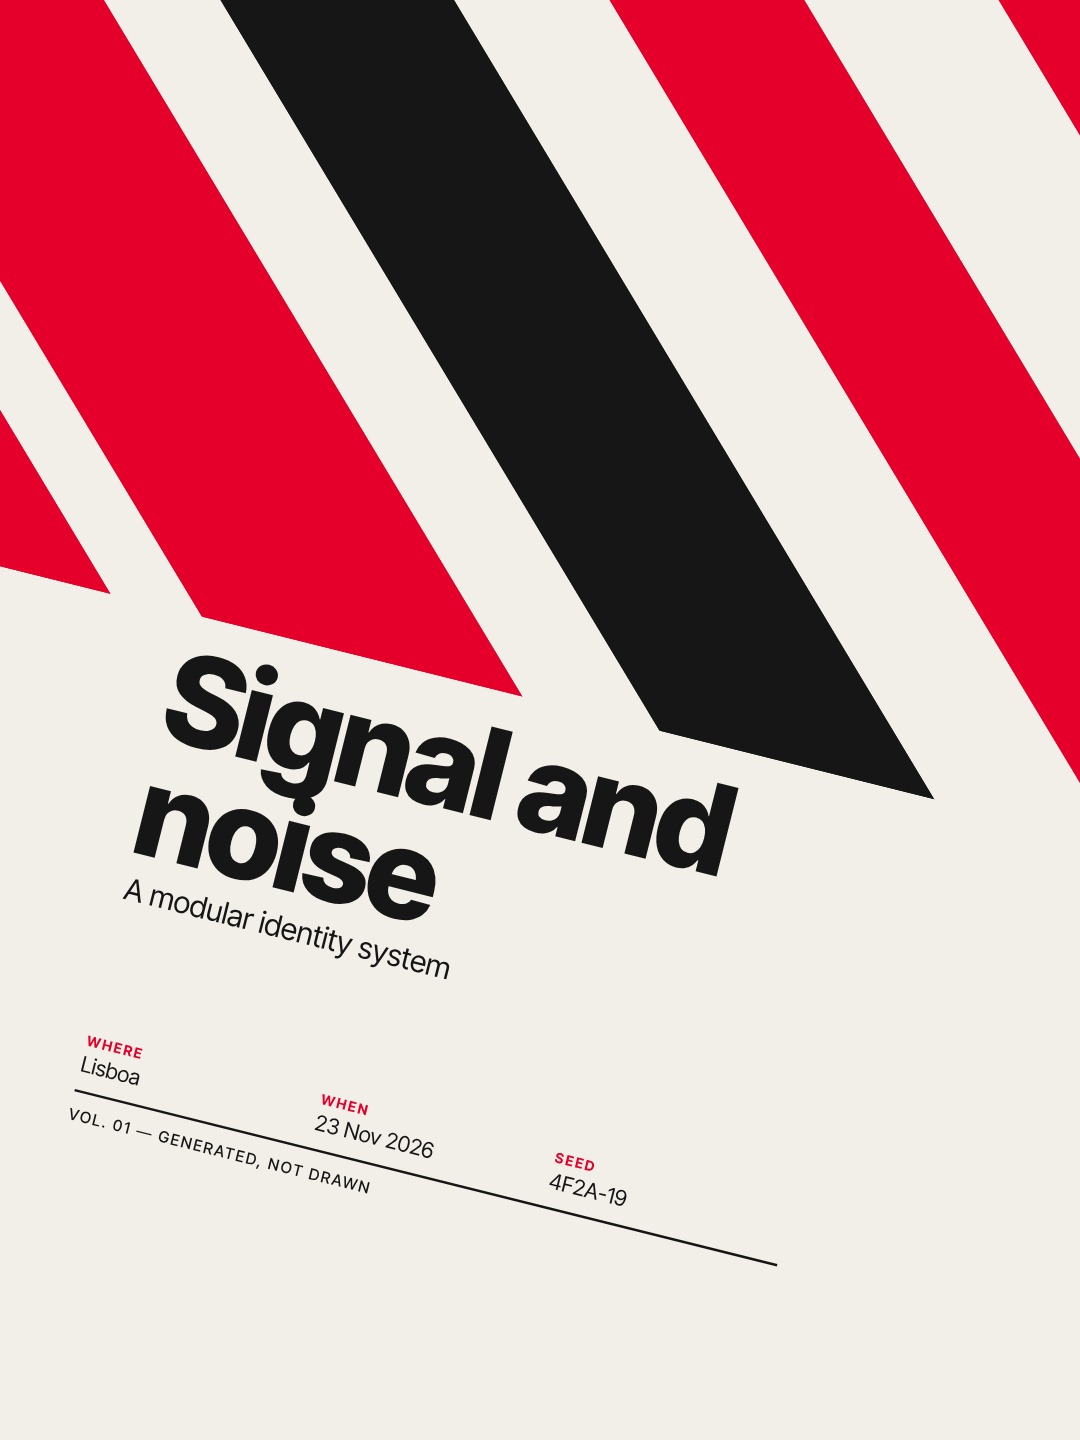 Signal and
noise
A modular identity system
WHERE
Lisboa
WHEN
23 Nov 2026
SEED
4F2A-19
VOL. 01 — GENERATED, NOT DRAWN